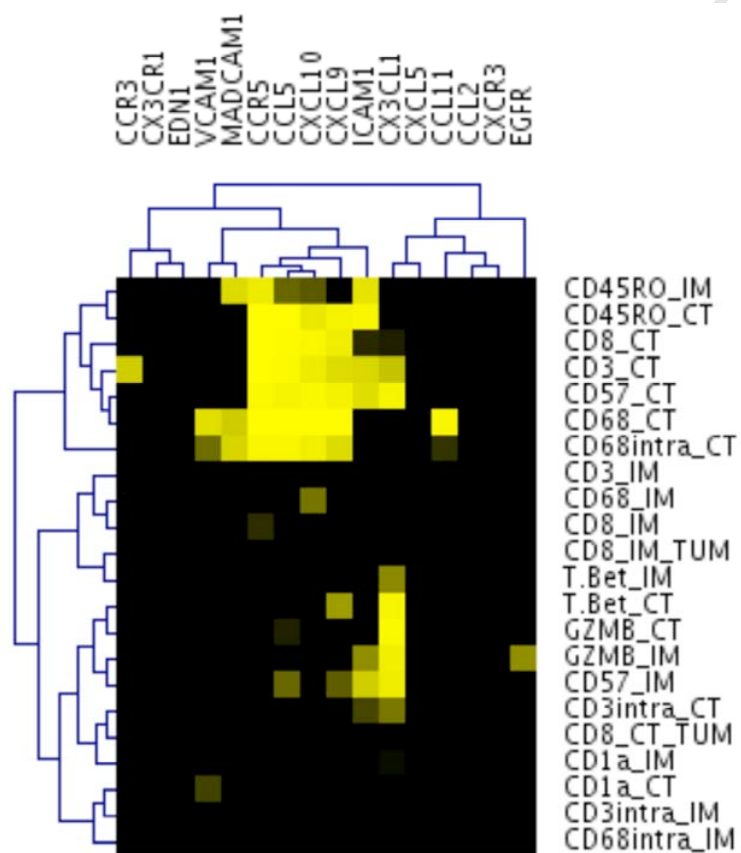 CCR3
CX3CR1
EDN1
VCAM1
MADCAM1
CCR5
CCL5
CXCL10
CXCL9
ICAM1
CX3CL1
CXCL5
CCL11
CCL2
CXCR3
EGFR
CD45RO_IM
CD45RO_CT
CD8_CT
CD3_CT
CD57_CT
CD68_CT
CD68intra_CT
CD3_IM
CD68_IM
CD8_IM
CD8_IM_TUM
T.Bet_IM
T.Bet_CT
GZMB_CT
GZMB_IM
CD57_IM
CD3intra_CT
CD8_CT_TUM
CD1a_IM
CD1a_CT
CD3intra_IM
CD68intra_IM